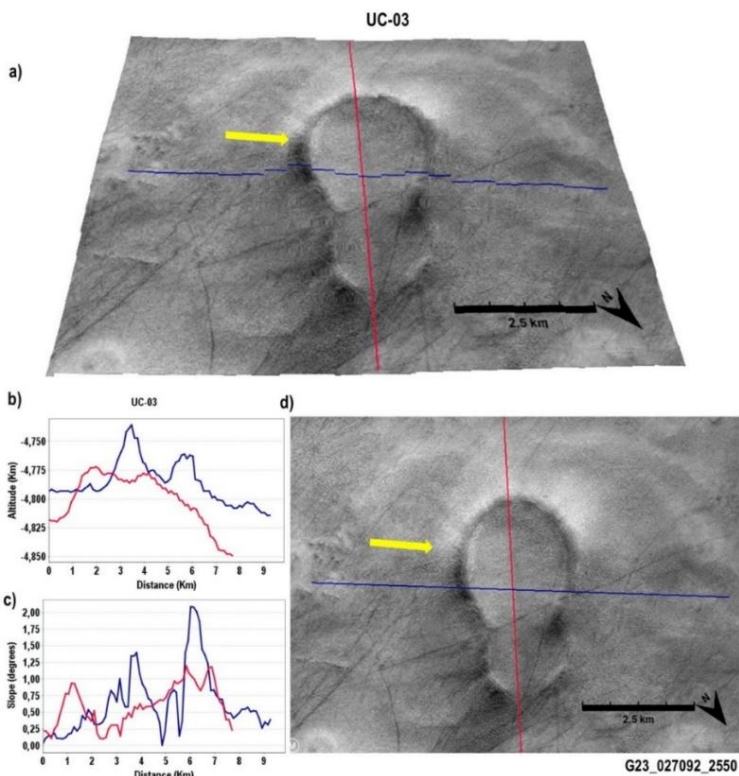 UC-03
a)
N
2.5 km
b)
UC-03
-4,750
-4,775
-4,800
-4,825
-4,850
Altitude (Km)
0 1 2 3 4 5 6 7 8 9
Distance (Km)
c)
2,00
1,75
1,50
1,25
1,00
0,75
0,50
0,25
0,00
Slope (degrees)
0 1 2 3 4 5 6 7 8 9
Distance (Km)
d)
N
2.5 km
G23_027092_2550